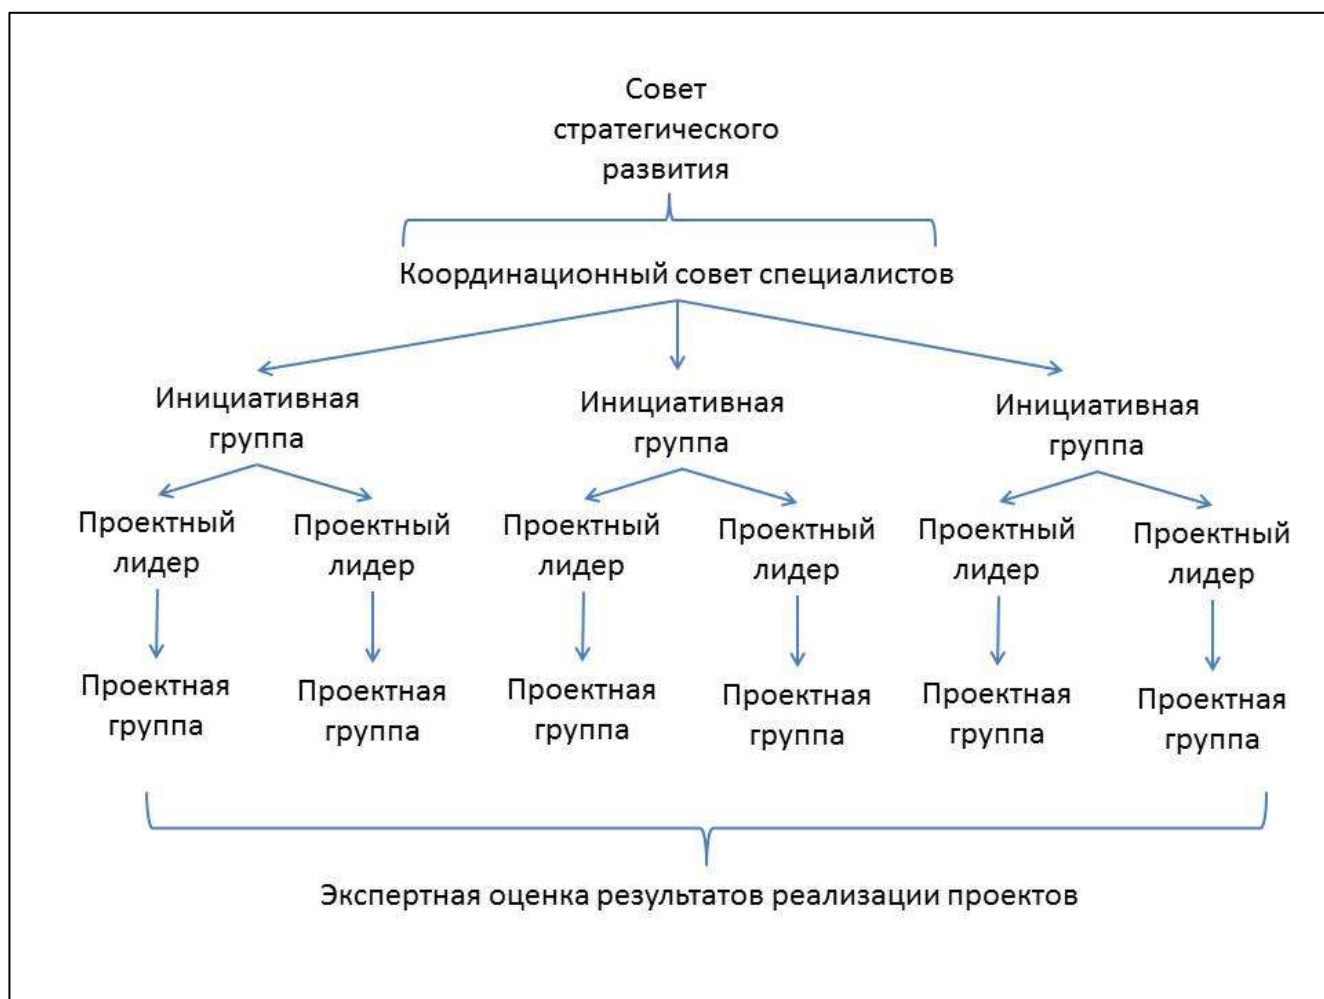 Совет
стратегического
развития
Координационный совет специалистов
Инициативная
группа
Инициативная
группа
Инициативная
группа
Проектный
лидер
Проектный
лидер
Проектный
лидер
Проектный
лидер
Проектный
лидер
Проектный
лидер
Проектная
группа
Проектная
группа
Проектная
группа
Проектная
группа
Проектная
группа
Проектная
группа
Экспертная оценка результатов реализации проектов